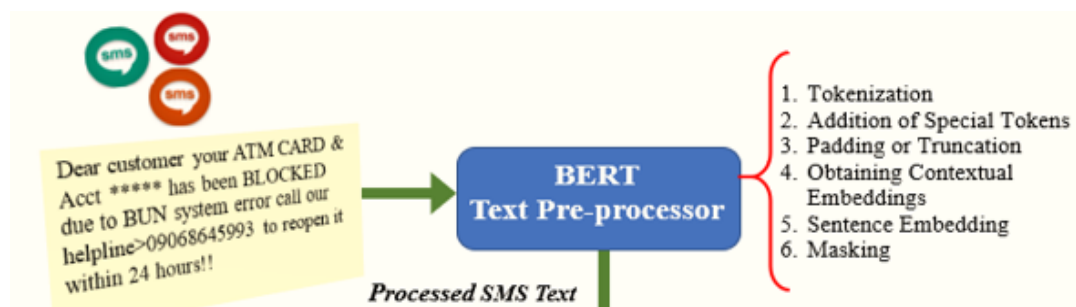 sms
sms
sms
Dear customer your ATM CARD &
Acct ***** has been BLOCKED
due to BUN system error call our
helpline>09068645993 to reopen it
within 24 hours!!
BERT
Text Pre-processor
1. Tokenization
2. Addition of Special Tokens
3. Padding or Truncation
4. Obtaining Contextual
Embeddings
5. Sentence Embedding
6. Masking
Processed SMS Text